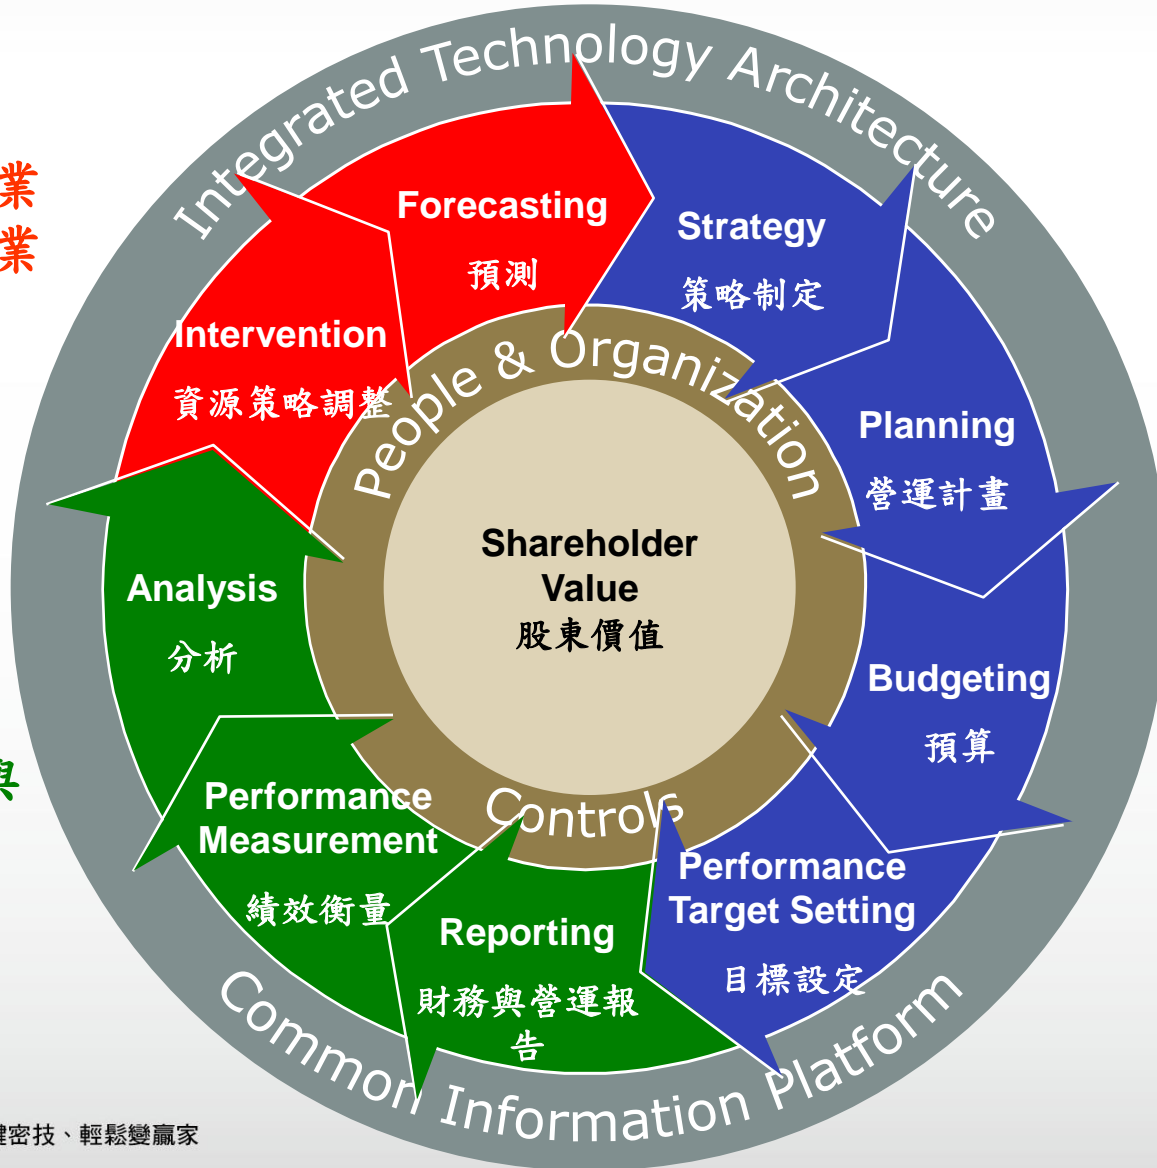 Integrated Technology Architecture
業
業
Forecasting
預測
Strategy
策略制定
Intervention
資源策略調整
People & Organization
Planning
營運計畫
Shareholder
Value
股東價值
Analysis
分析
Budgeting
預算
與
Performance
Measurement
績效衡量
Controls
Performance
Target Setting
目標設定
Reporting
財務與營運報
告
Common Information Platform
鍵密技、輕鬆變贏家